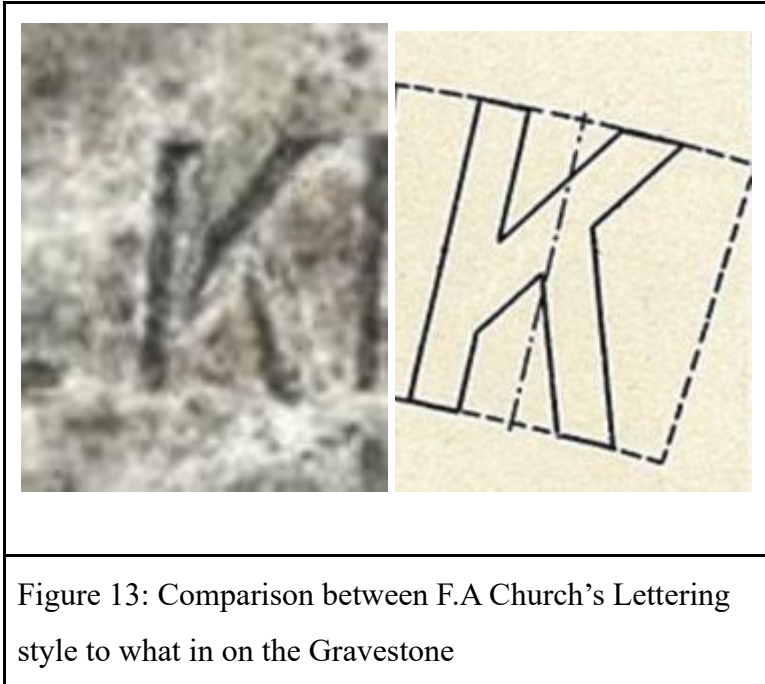 K
K
Figure 13: Comparison between F.A Church’s Lettering
style to what in on the Gravestone